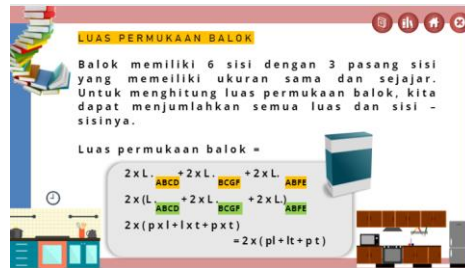 LUAS PERMUKAAN BALOK
Balok memiliki 6 sisi dengan 3 pasang sisi
yang memeiliki ukuran sama dan sejajar.
Untuk menghitung luas permukaan balok, kita
dapat menjumlahkan semua luas dan sisi –
sisinya.
Luas permukaan balok =
2 x L. ABCD + 2 x L. BCGF + 2 x L. ABFE
2 x (L. ABCD + 2 x L. BCGF + 2 x L.) ABFE
2 x ( p x l + l x t + p x t )
= 2 x ( pl + lt + p t )